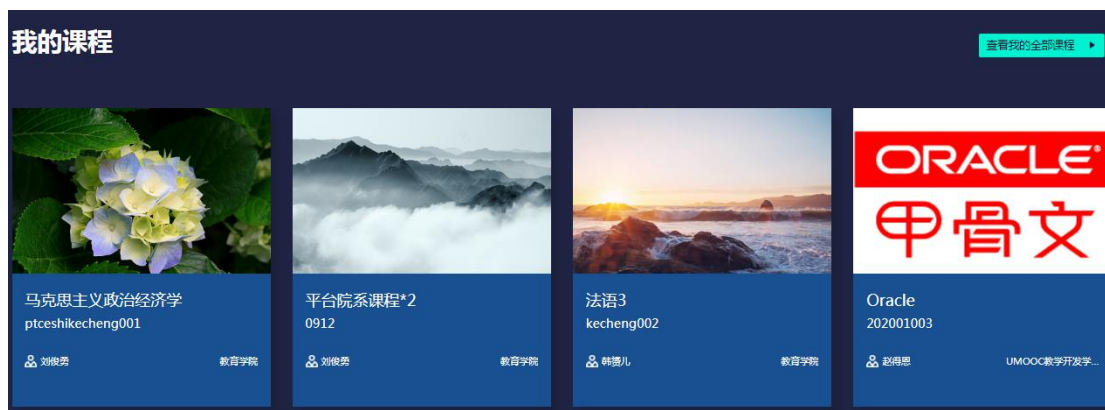 我的课程
查看我的全部课程
ORACLE®
甲骨文
马克思主义政治经济学
ptceshikecheng001
刘俊勇
教育学院
平台院系课程*2
0912
刘俊勇
教育学院
法语3
kecheng002
韩赟儿
教育学院
Oracle
202001003
赵得恩
UMOOC教学开发学...